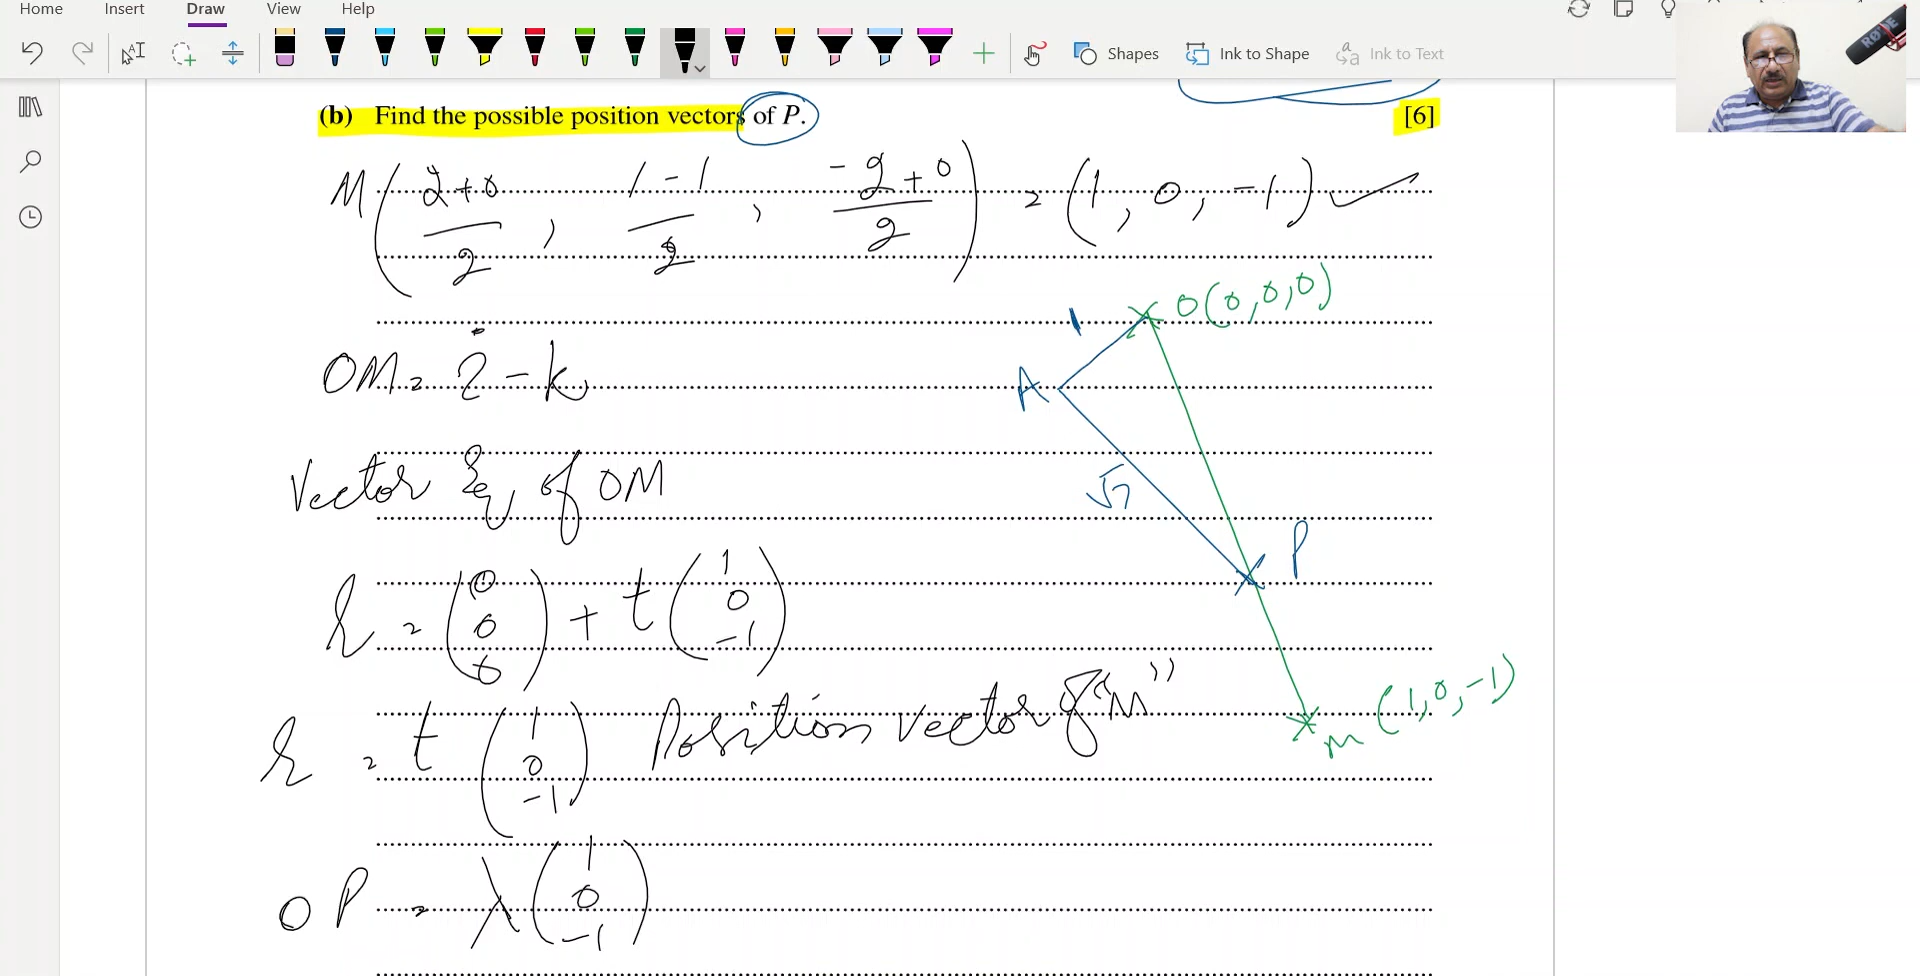 Home Insert Draw View Help
Shapes Ink to Shape Ink to Text
(b) Find the possible position vectors of P. [6]
M ( 2+0/2 , 1-1/2 , -2+0/2 ) = (1, 0, -1)
O(0,0,0)
OM = i - k
A
Vector Eq of OM
√7
P
r = (0 0 0) + t (1 0 -1)
r = t (1 0 -1) Position vector of "M"
M (1,0,-1)
OP = λ (1 0 -1)
RØDE